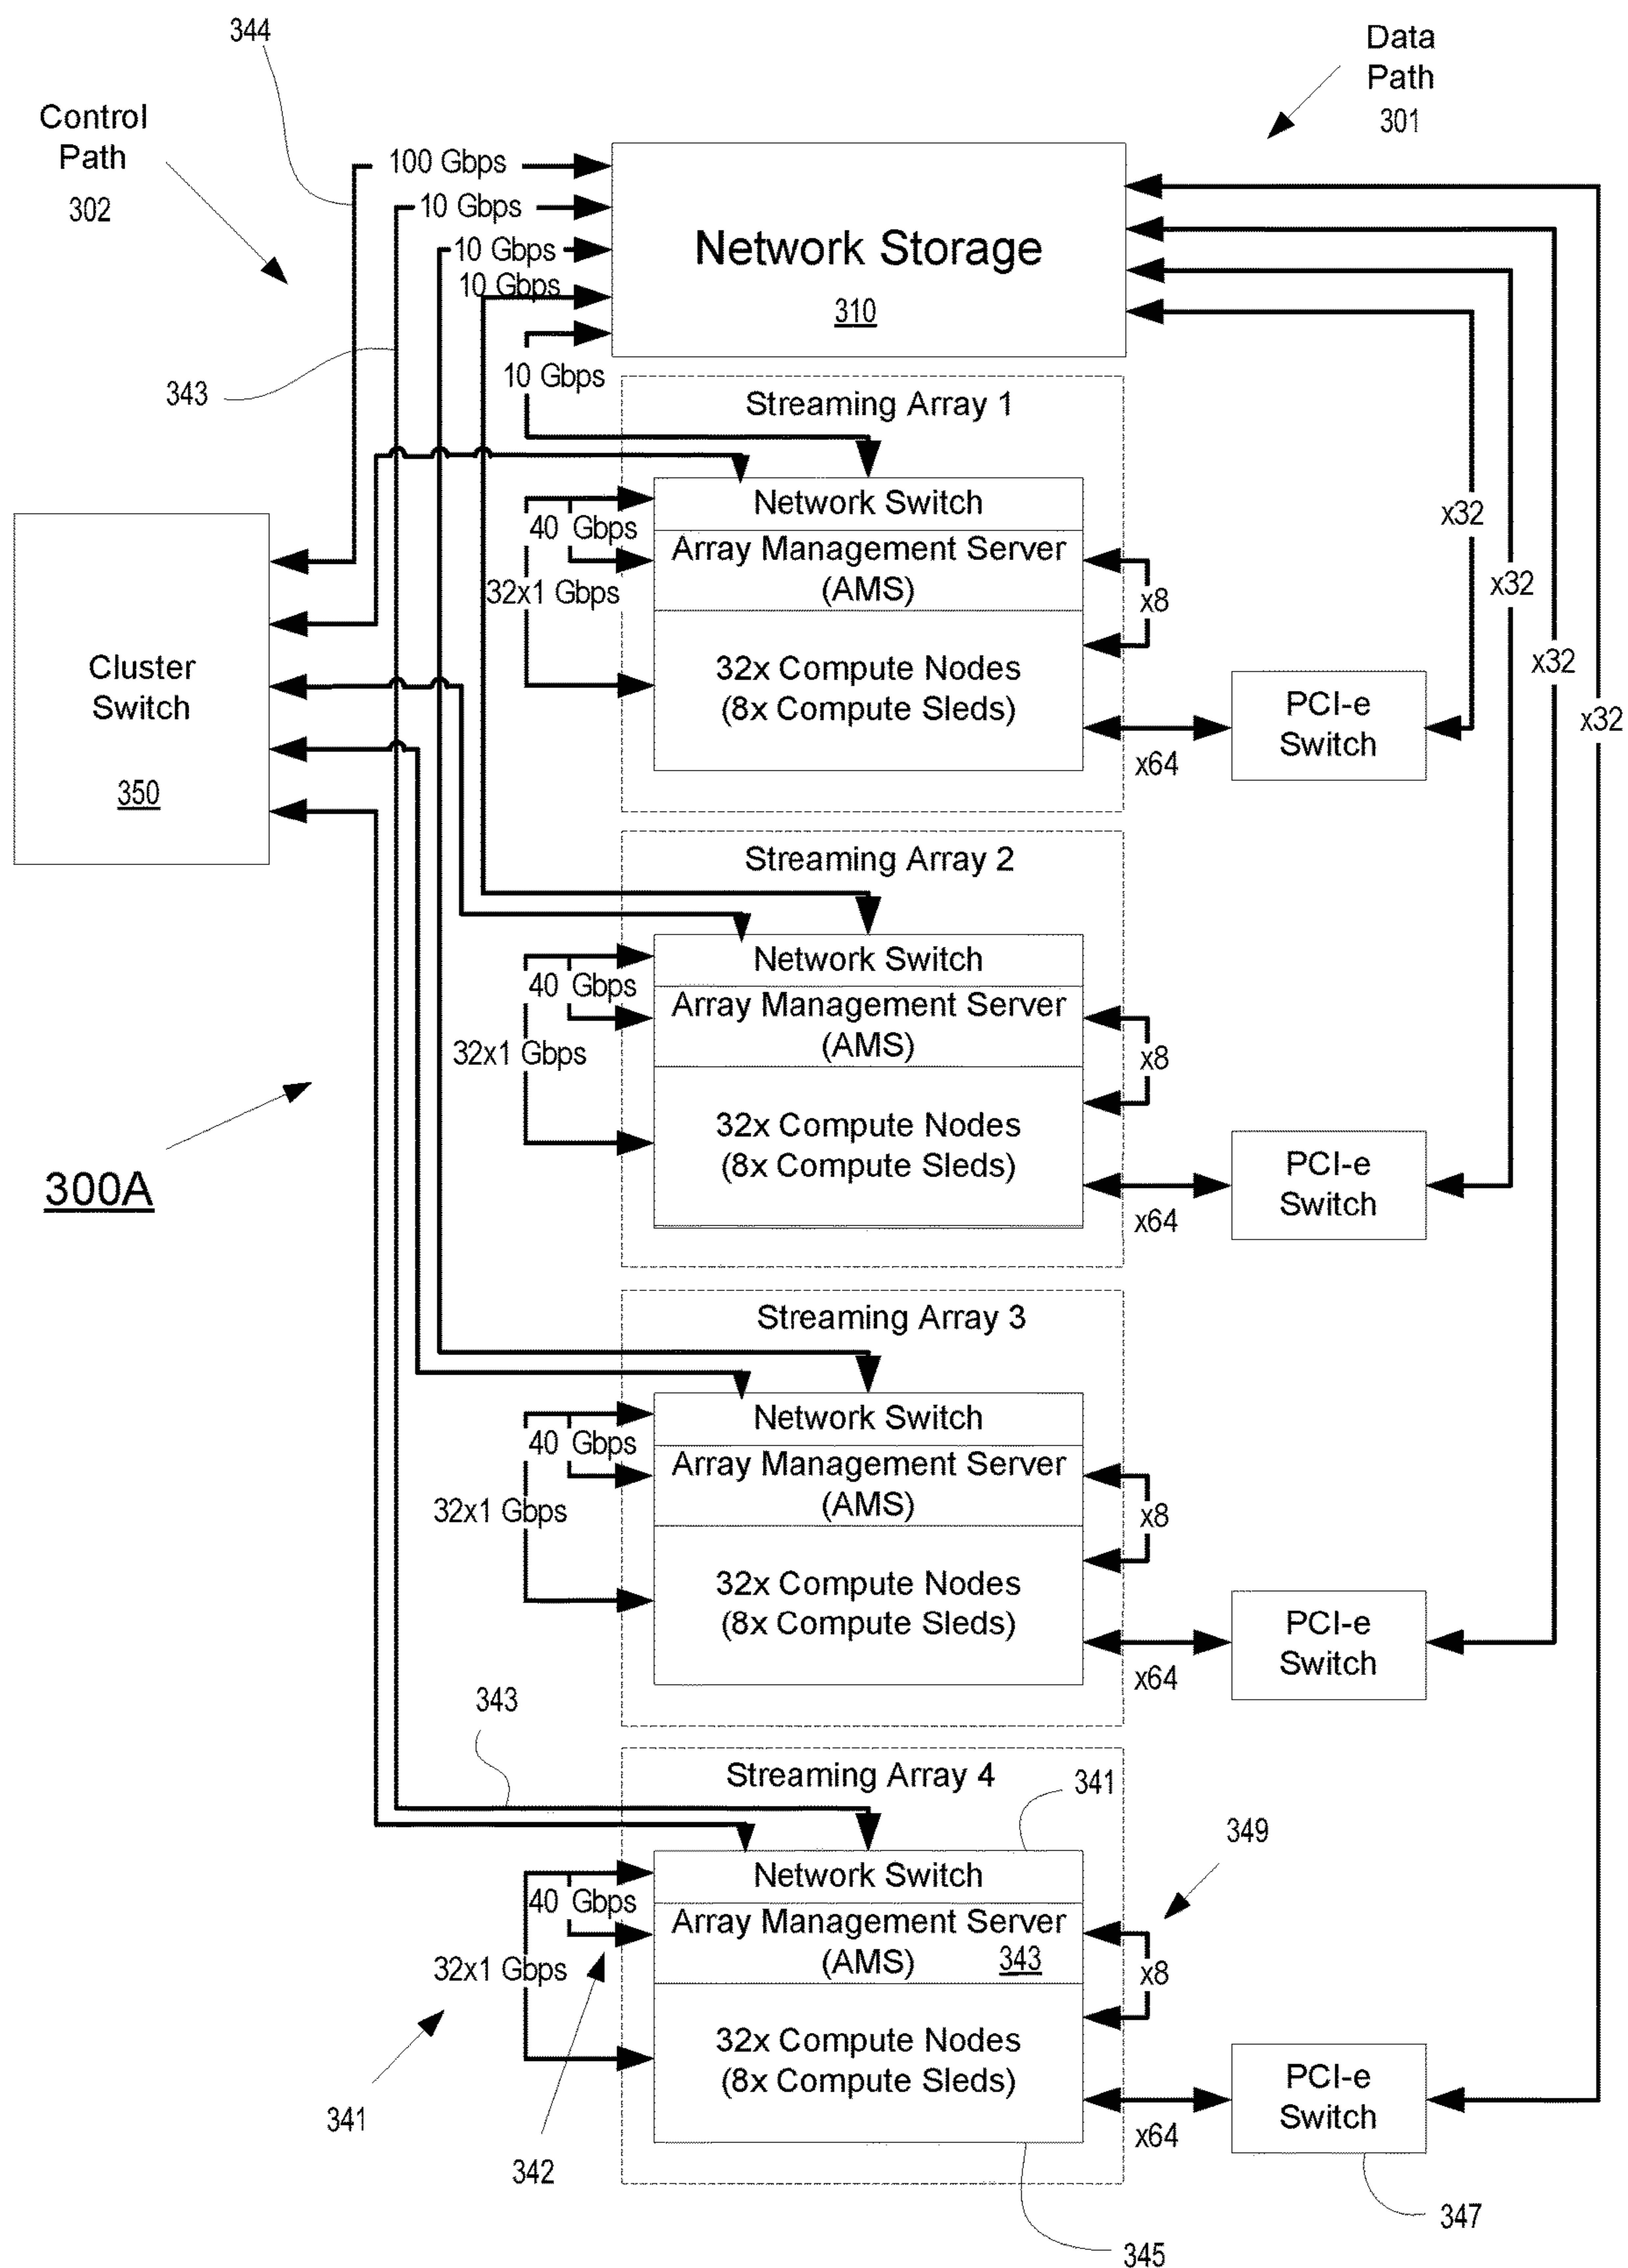 344
Data
Path
301
Control
Path
302
100 Gbps
10 Gbps
10 Gbps
10 Gbps
10 Gbps
Network Storage
310
343
Streaming Array 1
Network Switch
40 Gbps
Array Management Server
(AMS)
32x1 Gbps
x8
32x Compute Nodes
(8x Compute Sleds)
x64
PCI-e
Switch
x32
x32
x32
x32
Cluster
Switch
350
Streaming Array 2
Network Switch
40 Gbps
Array Management Server
(AMS)
32x1 Gbps
x8
32x Compute Nodes
(8x Compute Sleds)
x64
PCI-e
Switch
300A
Streaming Array 3
Network Switch
40 Gbps
Array Management Server
(AMS)
32x1 Gbps
x8
32x Compute Nodes
(8x Compute Sleds)
x64
PCI-e
Switch
343
Streaming Array 4
341
349
Network Switch
40 Gbps
Array Management Server
(AMS)
343
32x1 Gbps
x8
32x Compute Nodes
(8x Compute Sleds)
x64
PCI-e
Switch
341
342
345
347